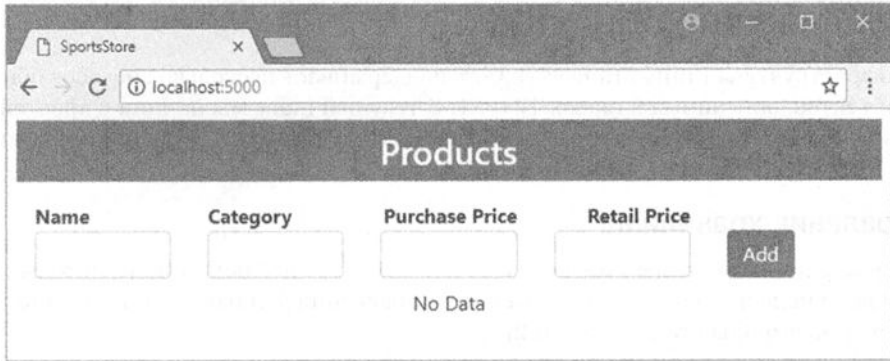 SportsStore
localhost:5000
Products
Name Category Purchase Price Retail Price
Add
No Data